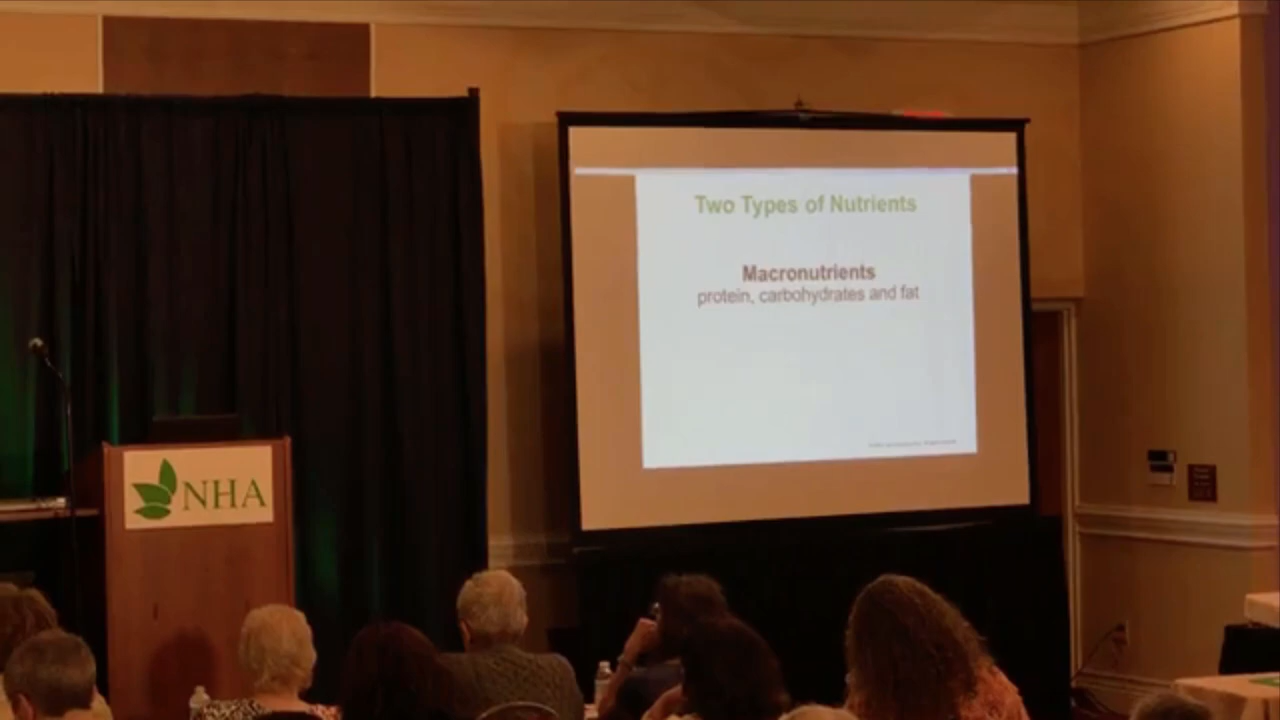 Two Types of Nutrients
Macronutrients
protein, carbohydrates and fat
NHA